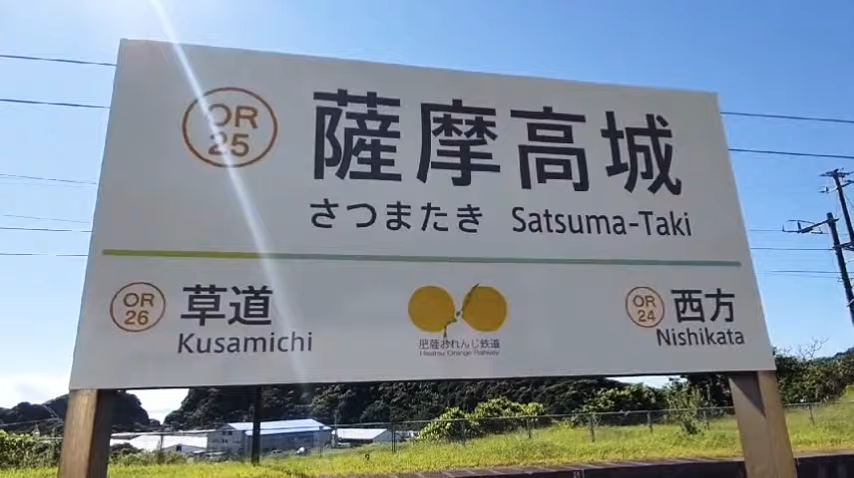 OR
25
薩摩高城
さつまたき Satsuma-Taki
OR
26
草道
Kusamichi
肥薩おれんじ鉄道
Hisatsu Orange Railway
OR
24
西方
Nishikata